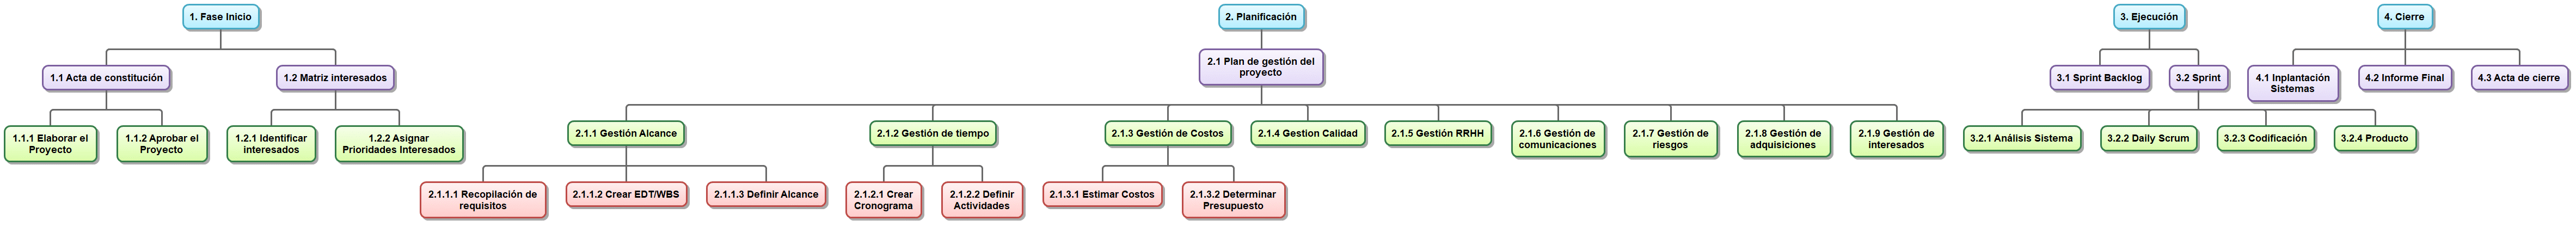 1. Fase Inicio
2. Planificación
3. Ejecución
4. Cierre
1.1 Acta de constitución
1.2 Matriz interesados
2.1 Plan de gestión del
proyecto
3.1 Sprint Backlog
3.2 Sprint
4.1 Inplantación
Sistemas
4.2 Informe Final
4.3 Acta de cierre
1.1.1 Elaborar el
Proyecto
1.1.2 Aprobar el
Proyecto
1.2.1 Identificar
interesados
1.2.2 Asignar
Prioridades Interesados
2.1.1 Gestión Alcance
2.1.2 Gestión de tiempo
2.1.3 Gestión de Costos
2.1.4 Gestion Calidad
2.1.5 Gestión RRHH
2.1.6 Gestión de
comunicaciones
2.1.7 Gestión de
riesgos
2.1.8 Gestión de
adquisiciones
2.1.9 Gestión de
interesados
3.2.1 Análisis Sistema
3.2.2 Daily Scrum
3.2.3 Codificación
3.2.4 Producto
2.1.1.1 Recopilación de
requisitos
2.1.1.2 Crear EDT/WBS
2.1.1.3 Definir Alcance
2.1.2.1 Crear
Cronograma
2.1.2.2 Definir
Actividades
2.1.3.1 Estimar Costos
2.1.3.2 Determinar
Presupuesto